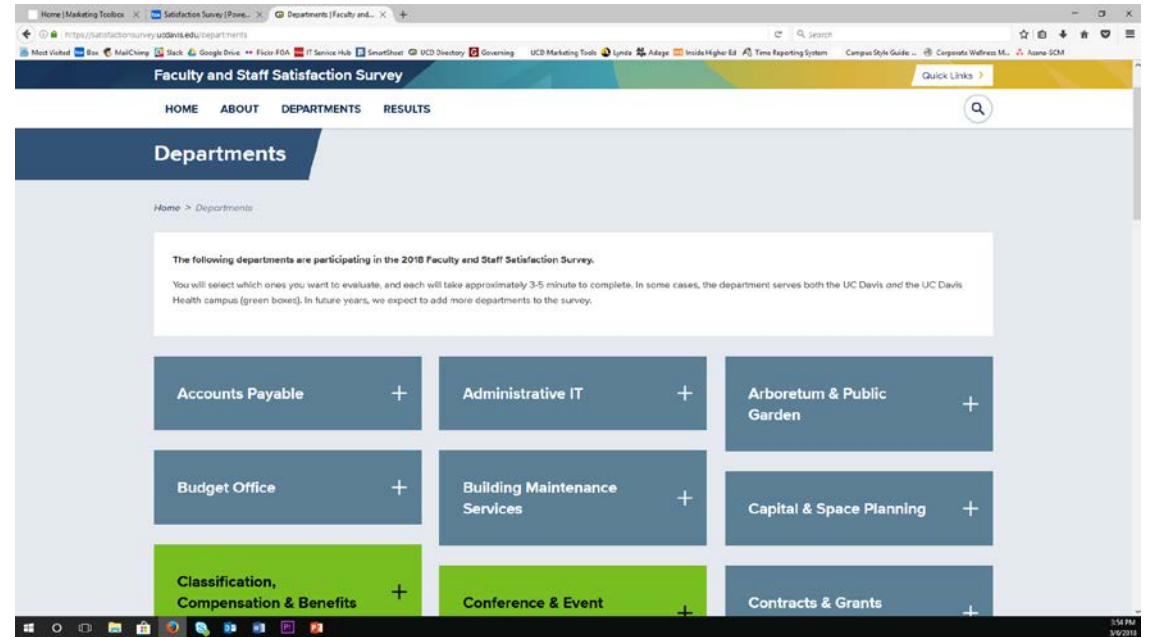 Home | Marketing Toolbox
Satisfaction Survey | Powe...
Departments | Faculty and...
https://satisfactionsurvey.ucdavis.edu/departments
Search
Most Visited Box MailChimp Slack Google Drive Flickr-FOA IT Service Hub SmartSheet UCD Directory Governing UCD Marketing Tools Lynda Adage Inside Higher Ed Time Reporting System Campus Style Guide ... Corporate Wellness M... Asana-SCM
Faculty and Staff Satisfaction Survey
Quick Links >
HOME ABOUT DEPARTMENTS RESULTS
Departments
Home > Departments
The following departments are participating in the 2018 Faculty and Staff Satisfaction Survey.
You will select which ones you want to evaluate, and each will take approximately 3-5 minute to complete. In some cases, the department serves both the UC Davis and the UC Davis
Health campus (green boxes). In future years, we expect to add more departments to the survey.
Accounts Payable +
Administrative IT +
Arboretum & Public
Garden +
Budget Office +
Building Maintenance
Services +
Capital & Space Planning +
Classification,
Compensation & Benefits +
Conference & Event +
Contracts & Grants +
3:54 PM
3/6/2018